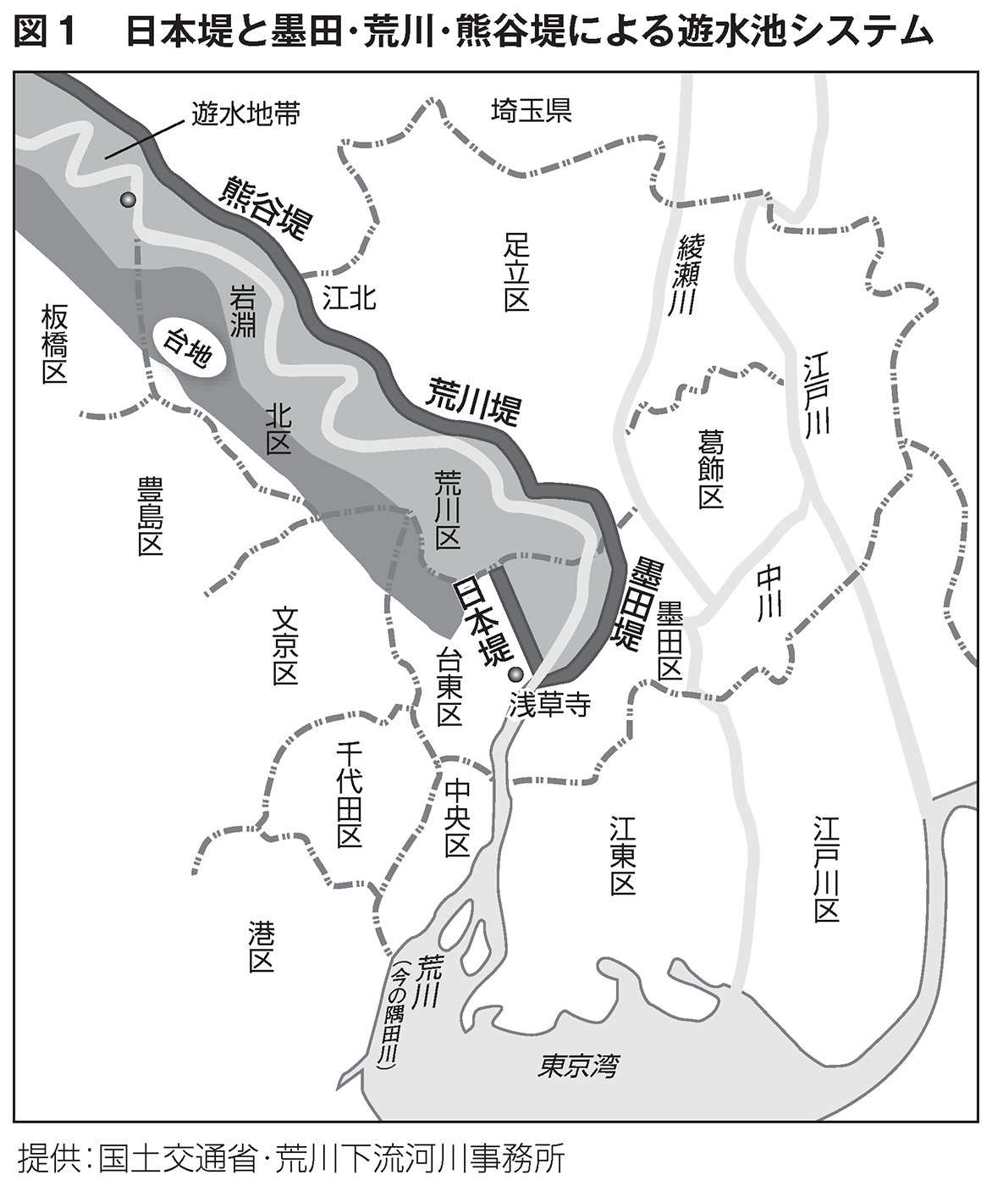 図1 日本堤と墨田・荒川・熊谷堤による遊水池システム
遊水地帯
埼玉県
熊谷堤
足立区
綾瀬川
江北
岩淵
台地
板橋区
江戸川
荒川堤
北区
葛飾区
豊島区
荒川区
日本堤
墨田堤
中川
墨田区
文京区
台東区
浅草寺
千代田区
中央区
江東区
江戸川区
港区
荒川
(今の隅田川)
東京湾
提供:国土交通省・荒川下流河川事務所